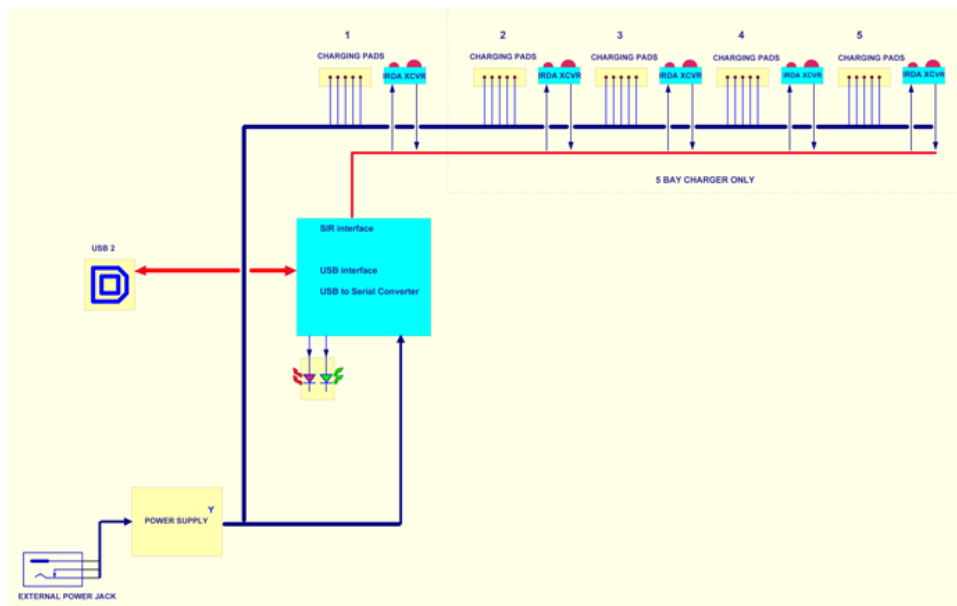 1
2
3
4
5
CHARGING PADS
IRDA XCVR
CHARGING PADS
IRDA XCVR
CHARGING PADS
IRDA XCVR
CHARGING PADS
IRDA XCVR
CHARGING PADS
IRDA XCVR
5 BAY CHARGER ONLY
SIR interface
USB 2
USB interface
USB to Serial Converter
Y
POWER SUPPLY
EXTERNAL POWER JACK